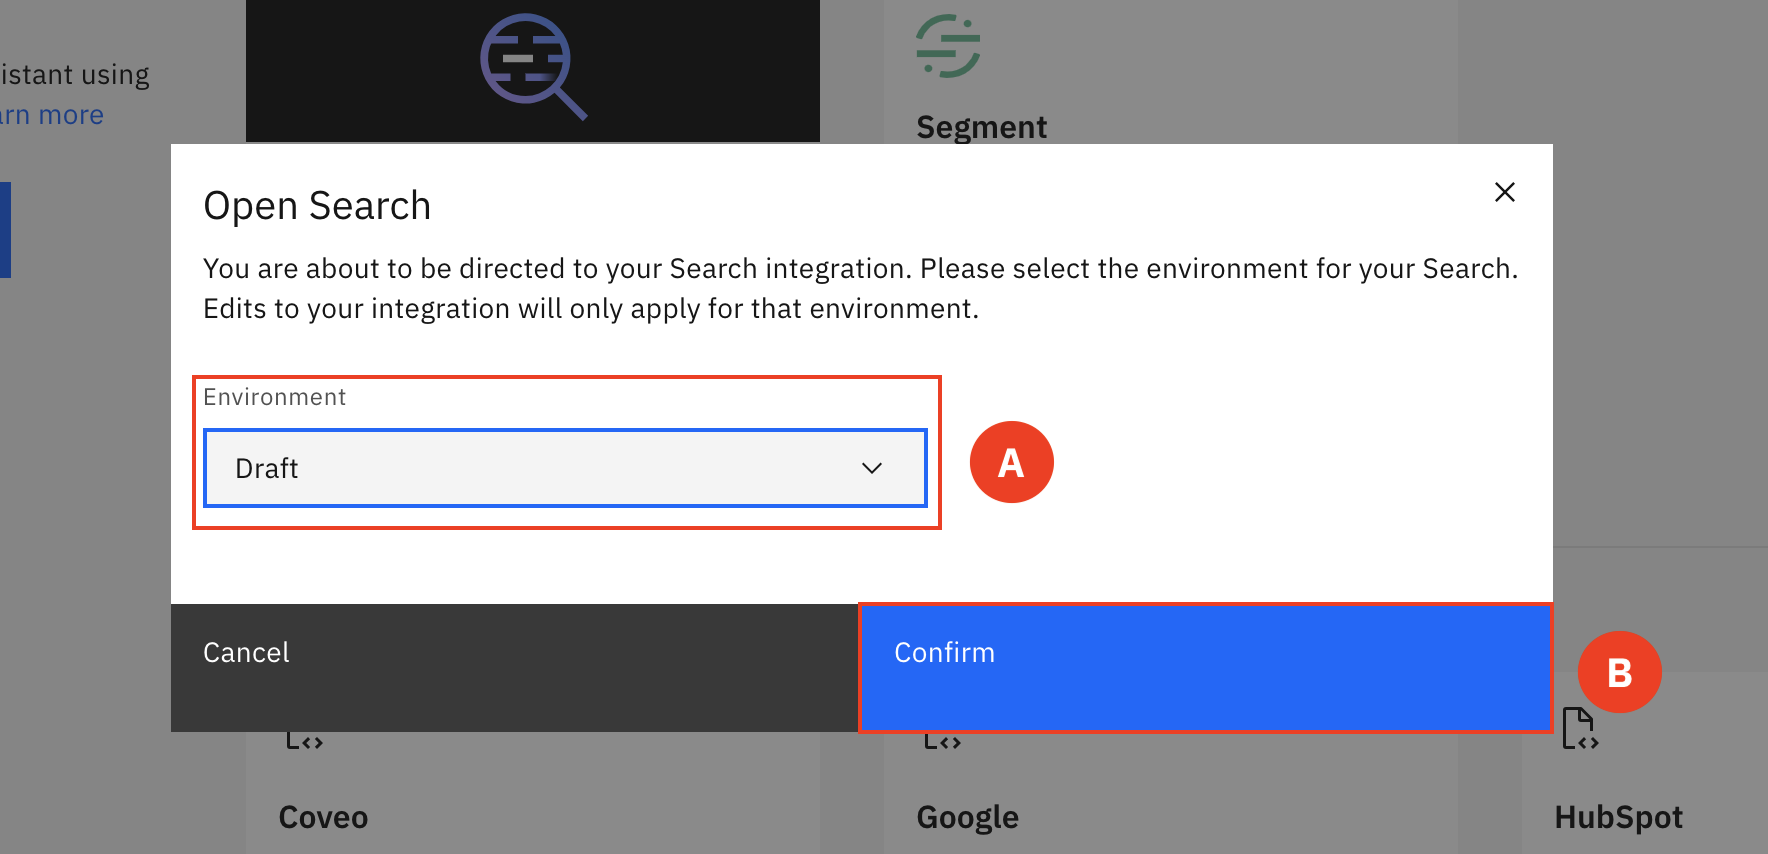 istant using
arn more
Segment
Open Search
You are about to be directed to your Search integration. Please select the environment for your Search.
Edits to your integration will only apply for that environment.
Environment
Draft
A
Cancel
Confirm
B
Coveo
Google
HubSpot